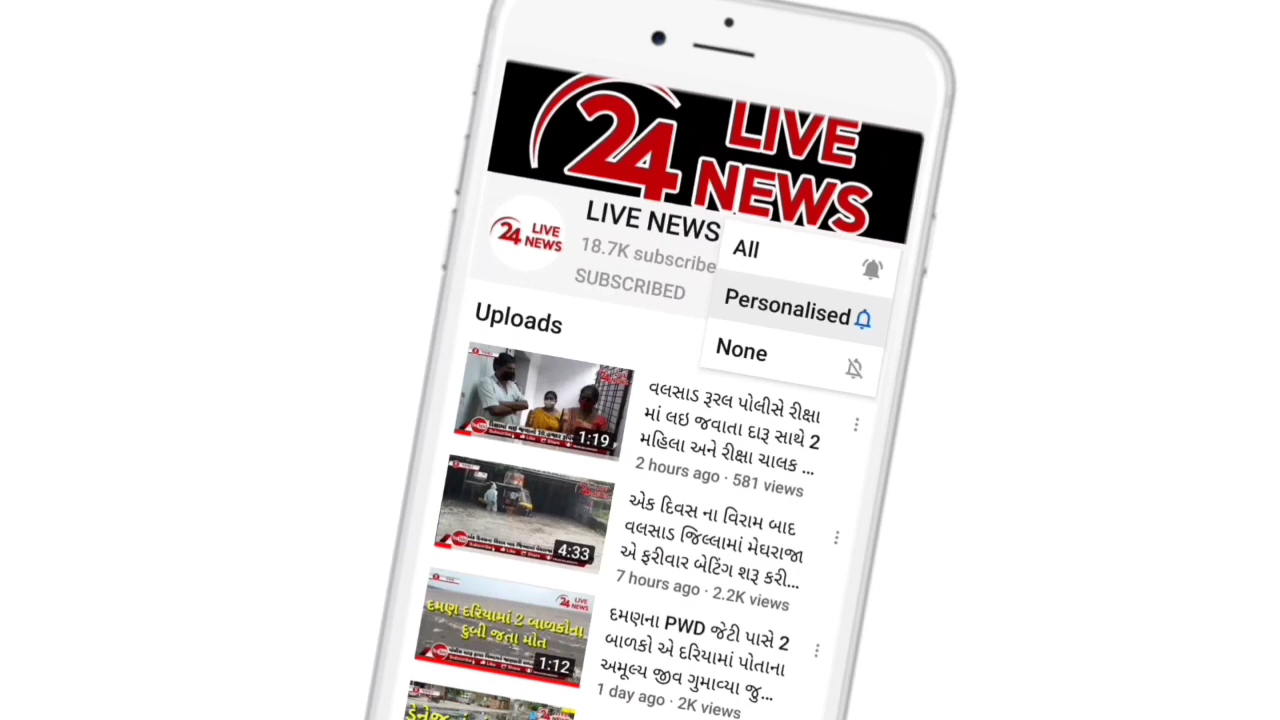 24 LIVE
NEWS
24 LIVE
NEWS
LIVE NEWS
18.7K subscribe
SUBSCRIBED
All
Personalised
None
Uploads
1:19
વલસાડ રૂરલ પોલીસે રીક્ષા
માં લઇ જવાતા દારૂ સાથે 2
મહિલા અને રીક્ષા ચાલક ...
2 hours ago · 581 views
4:33
એક દિવસ ના વિરામ બાદ
વલસાડ જિલ્લામાં મેઘરાજા
એ ફરીવાર બેટિંગ શરૂ કરી...
7 hours ago · 2.2K views
24 LIVE
NEWS
દમણ દરિયામાં 2 બાળકોના
દુબી જતા મોત
1:12
દમણના PWD જેટી પાસે 2
બાળકો એ દરિયામાં પોતાના
અમૂલ્ય જીવ ગુમાવ્યા જુ...
1 day ago · 2K views